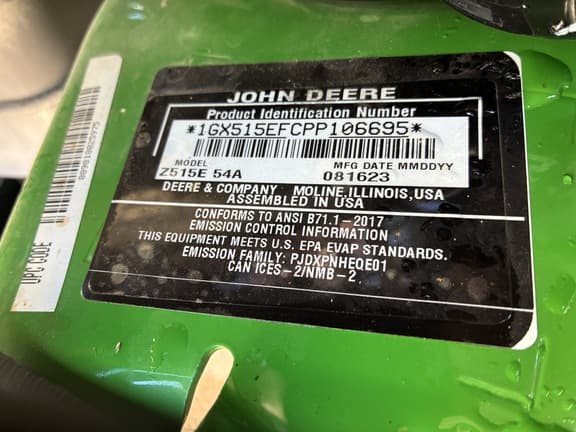 JOHN DEERE
Product Identification Number
*1GX515EFCPP106695*
MODEL MFG DATE MMDDYY
Z515E 54A 081623
DEERE & COMPANY MOLINE,ILLINOIS,USA
ASSEMBLED IN USA
CONFORMS TO ANSI B71.1-2017
EMISSION CONTROL INFORMATION
THIS EQUIPMENT MEETS U.S. EPA EVAP STANDARDS.
EMISSION FAMILY: PJDXPNHEQE01
CAN ICES-2/NMB-2
UPC CODE